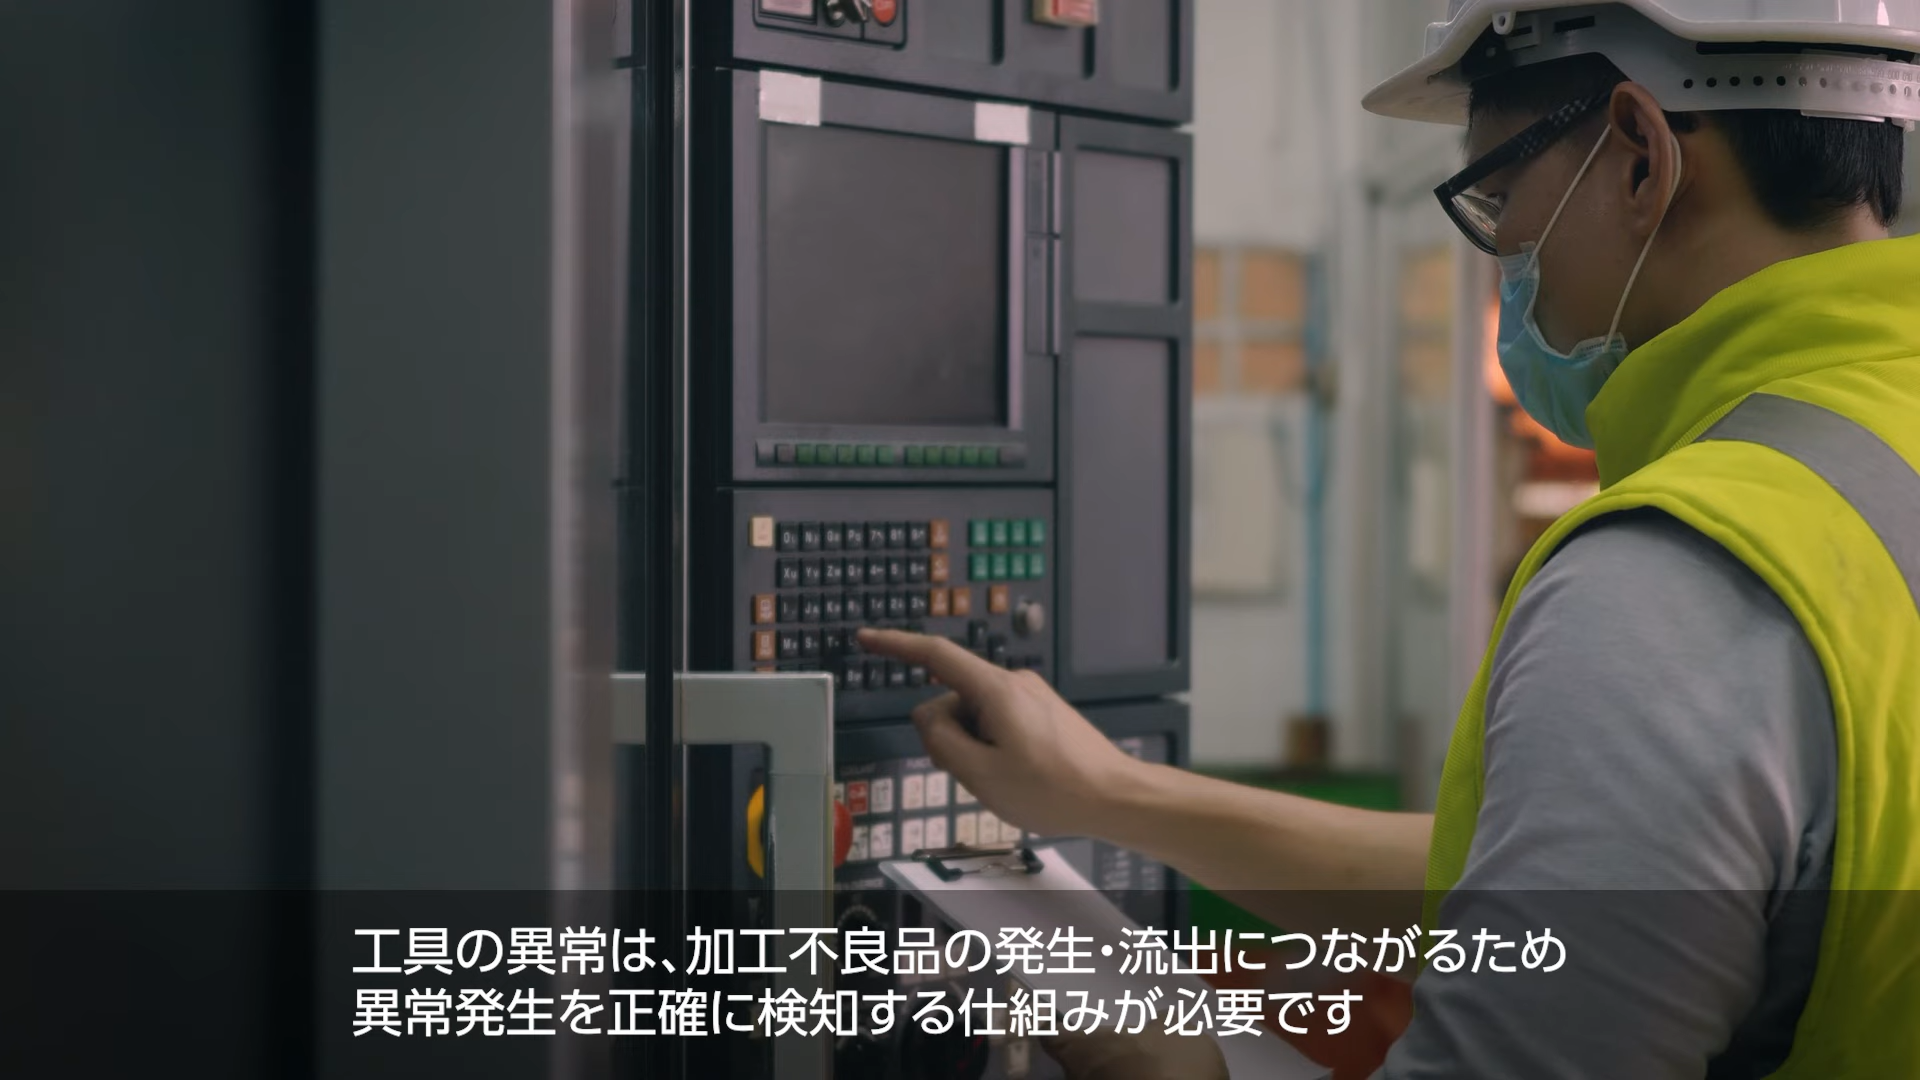 工具の異常は、加工不良品の発生・流出につながるため
異常発生を正確に検知する仕組みが必要です